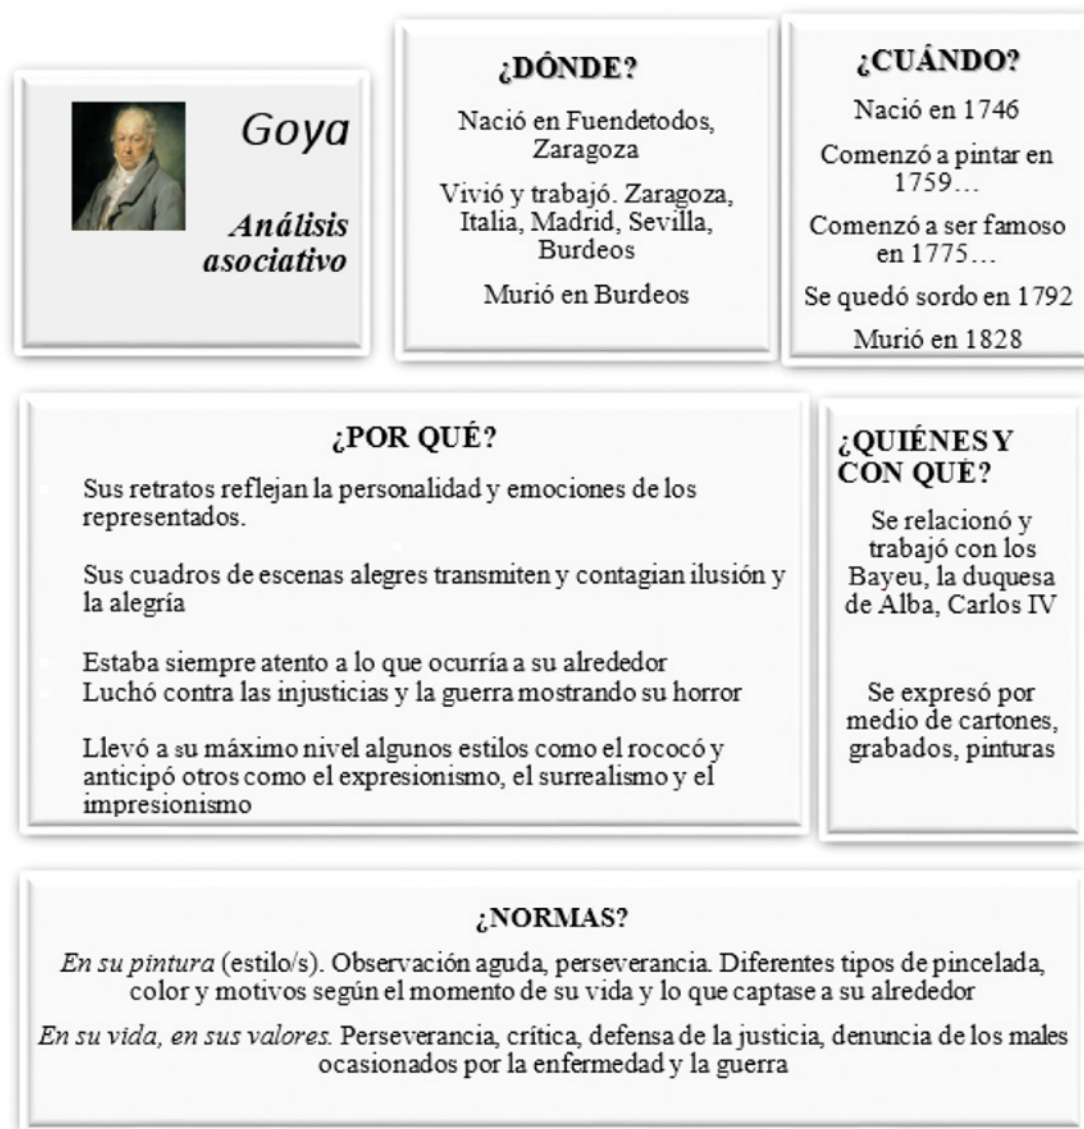 Goya
Análisis
asociativo
¿DÓNDE?
Nació en Fuendetodos,
Zaragoza
Vivió y trabajó. Zaragoza,
Italia, Madrid, Sevilla,
Burdeos
Murió en Burdeos
¿CUÁNDO?
Nació en 1746
Comenzó a pintar en
1759…
Comenzó a ser famoso
en 1775…
Se quedó sordo en 1792
Murió en 1828
¿POR QUÉ?
Sus retratos reflejan la personalidad y emociones de los
representados.
Sus cuadros de escenas alegres transmiten y contagian ilusión y
la alegría
Estaba siempre atento a lo que ocurría a su alrededor
Luchó contra las injusticias y la guerra mostrando su horror
Llevó a su máximo nivel algunos estilos como el rococó y
anticipó otros como el expresionismo, el surrealismo y el
impresionismo
¿QUIÉNES Y
CON QUÉ?
Se relacionó y
trabajó con los
Bayeu, la duquesa
de Alba, Carlos IV
Se expresó por
medio de cartones,
grabados, pinturas
¿NORMAS?
En su pintura (estilo/s). Observación aguda, perseverancia. Diferentes tipos de pincelada,
color y motivos según el momento de su vida y lo que captase a su alrededor
En su vida, en sus valores. Perseverancia, crítica, defensa de la justicia, denuncia de los males
ocasionados por la enfermedad y la guerra